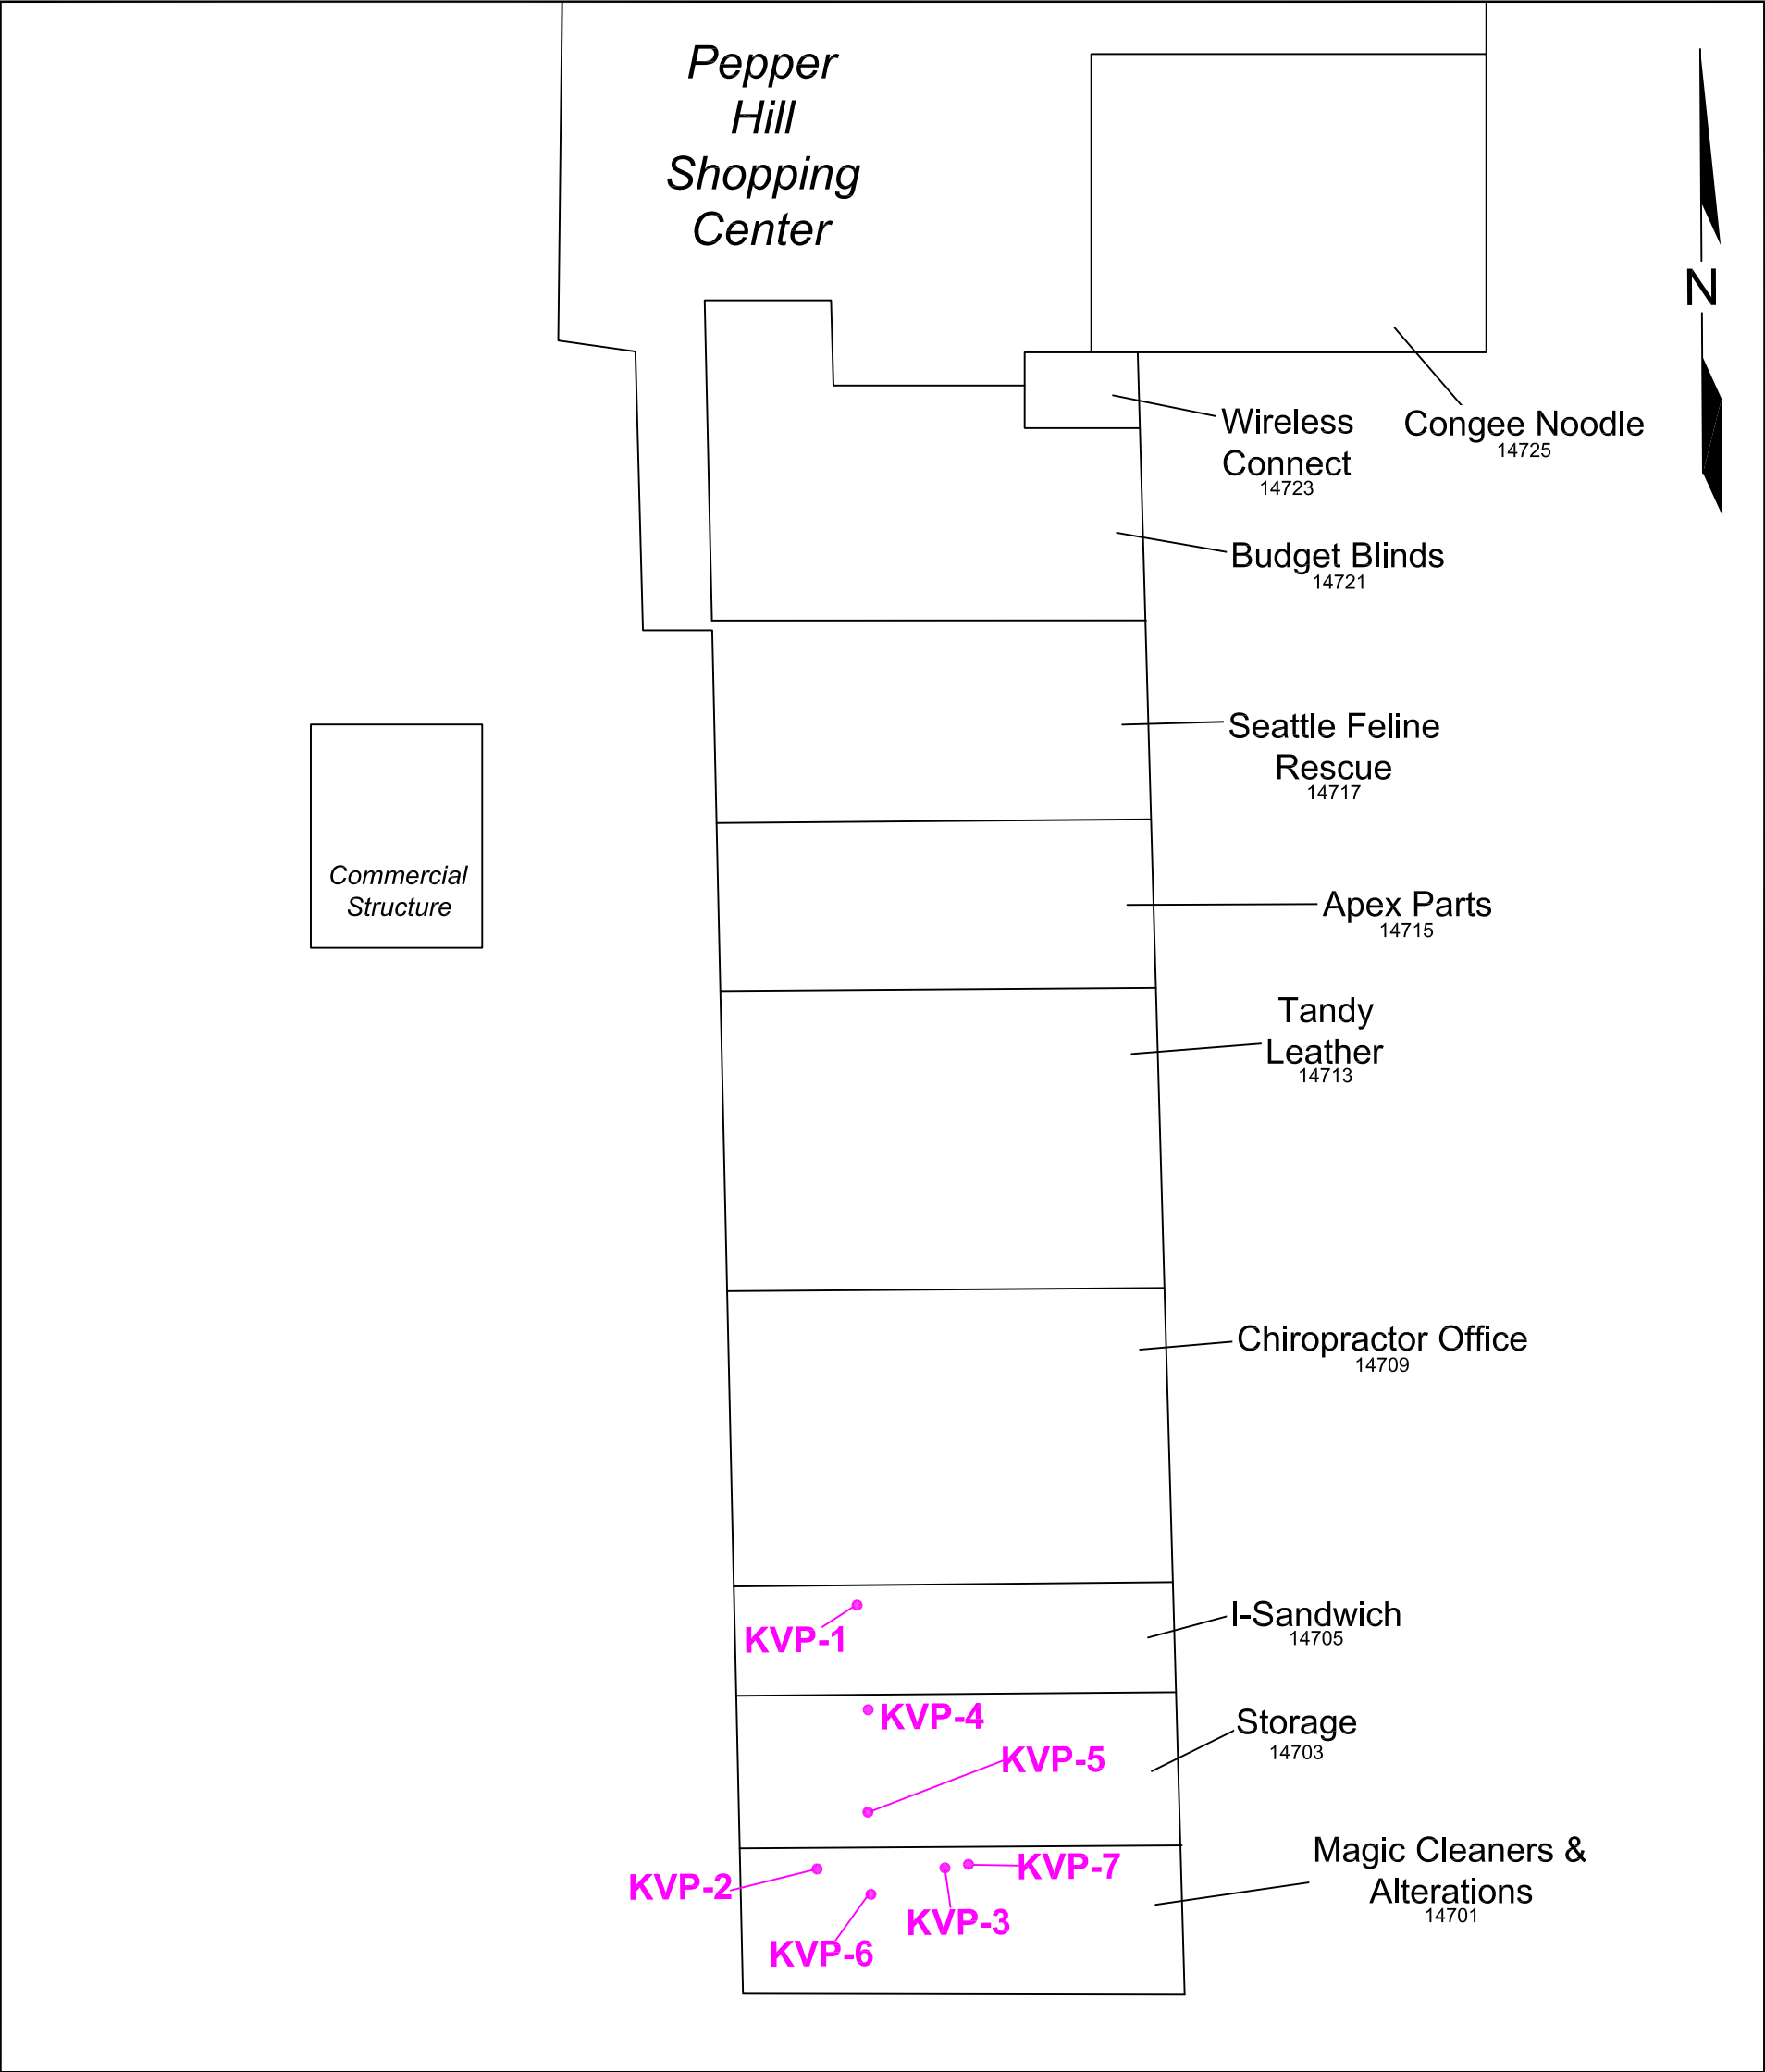 Pepper
Hill
Shopping
Center
N
Wireless
Connect
14723
Congee Noodle
14725
Budget Blinds
14721
Seattle Feline
Rescue
14717
Commercial
Structure
Apex Parts
14715
Tandy
Leather
14713
Chiropractor Office
14709
I-Sandwich
14705
KVP-1
KVP-4
Storage
14703
KVP-5
Magic Cleaners &
Alterations
14701
KVP-7
KVP-2
KVP-3
KVP-6